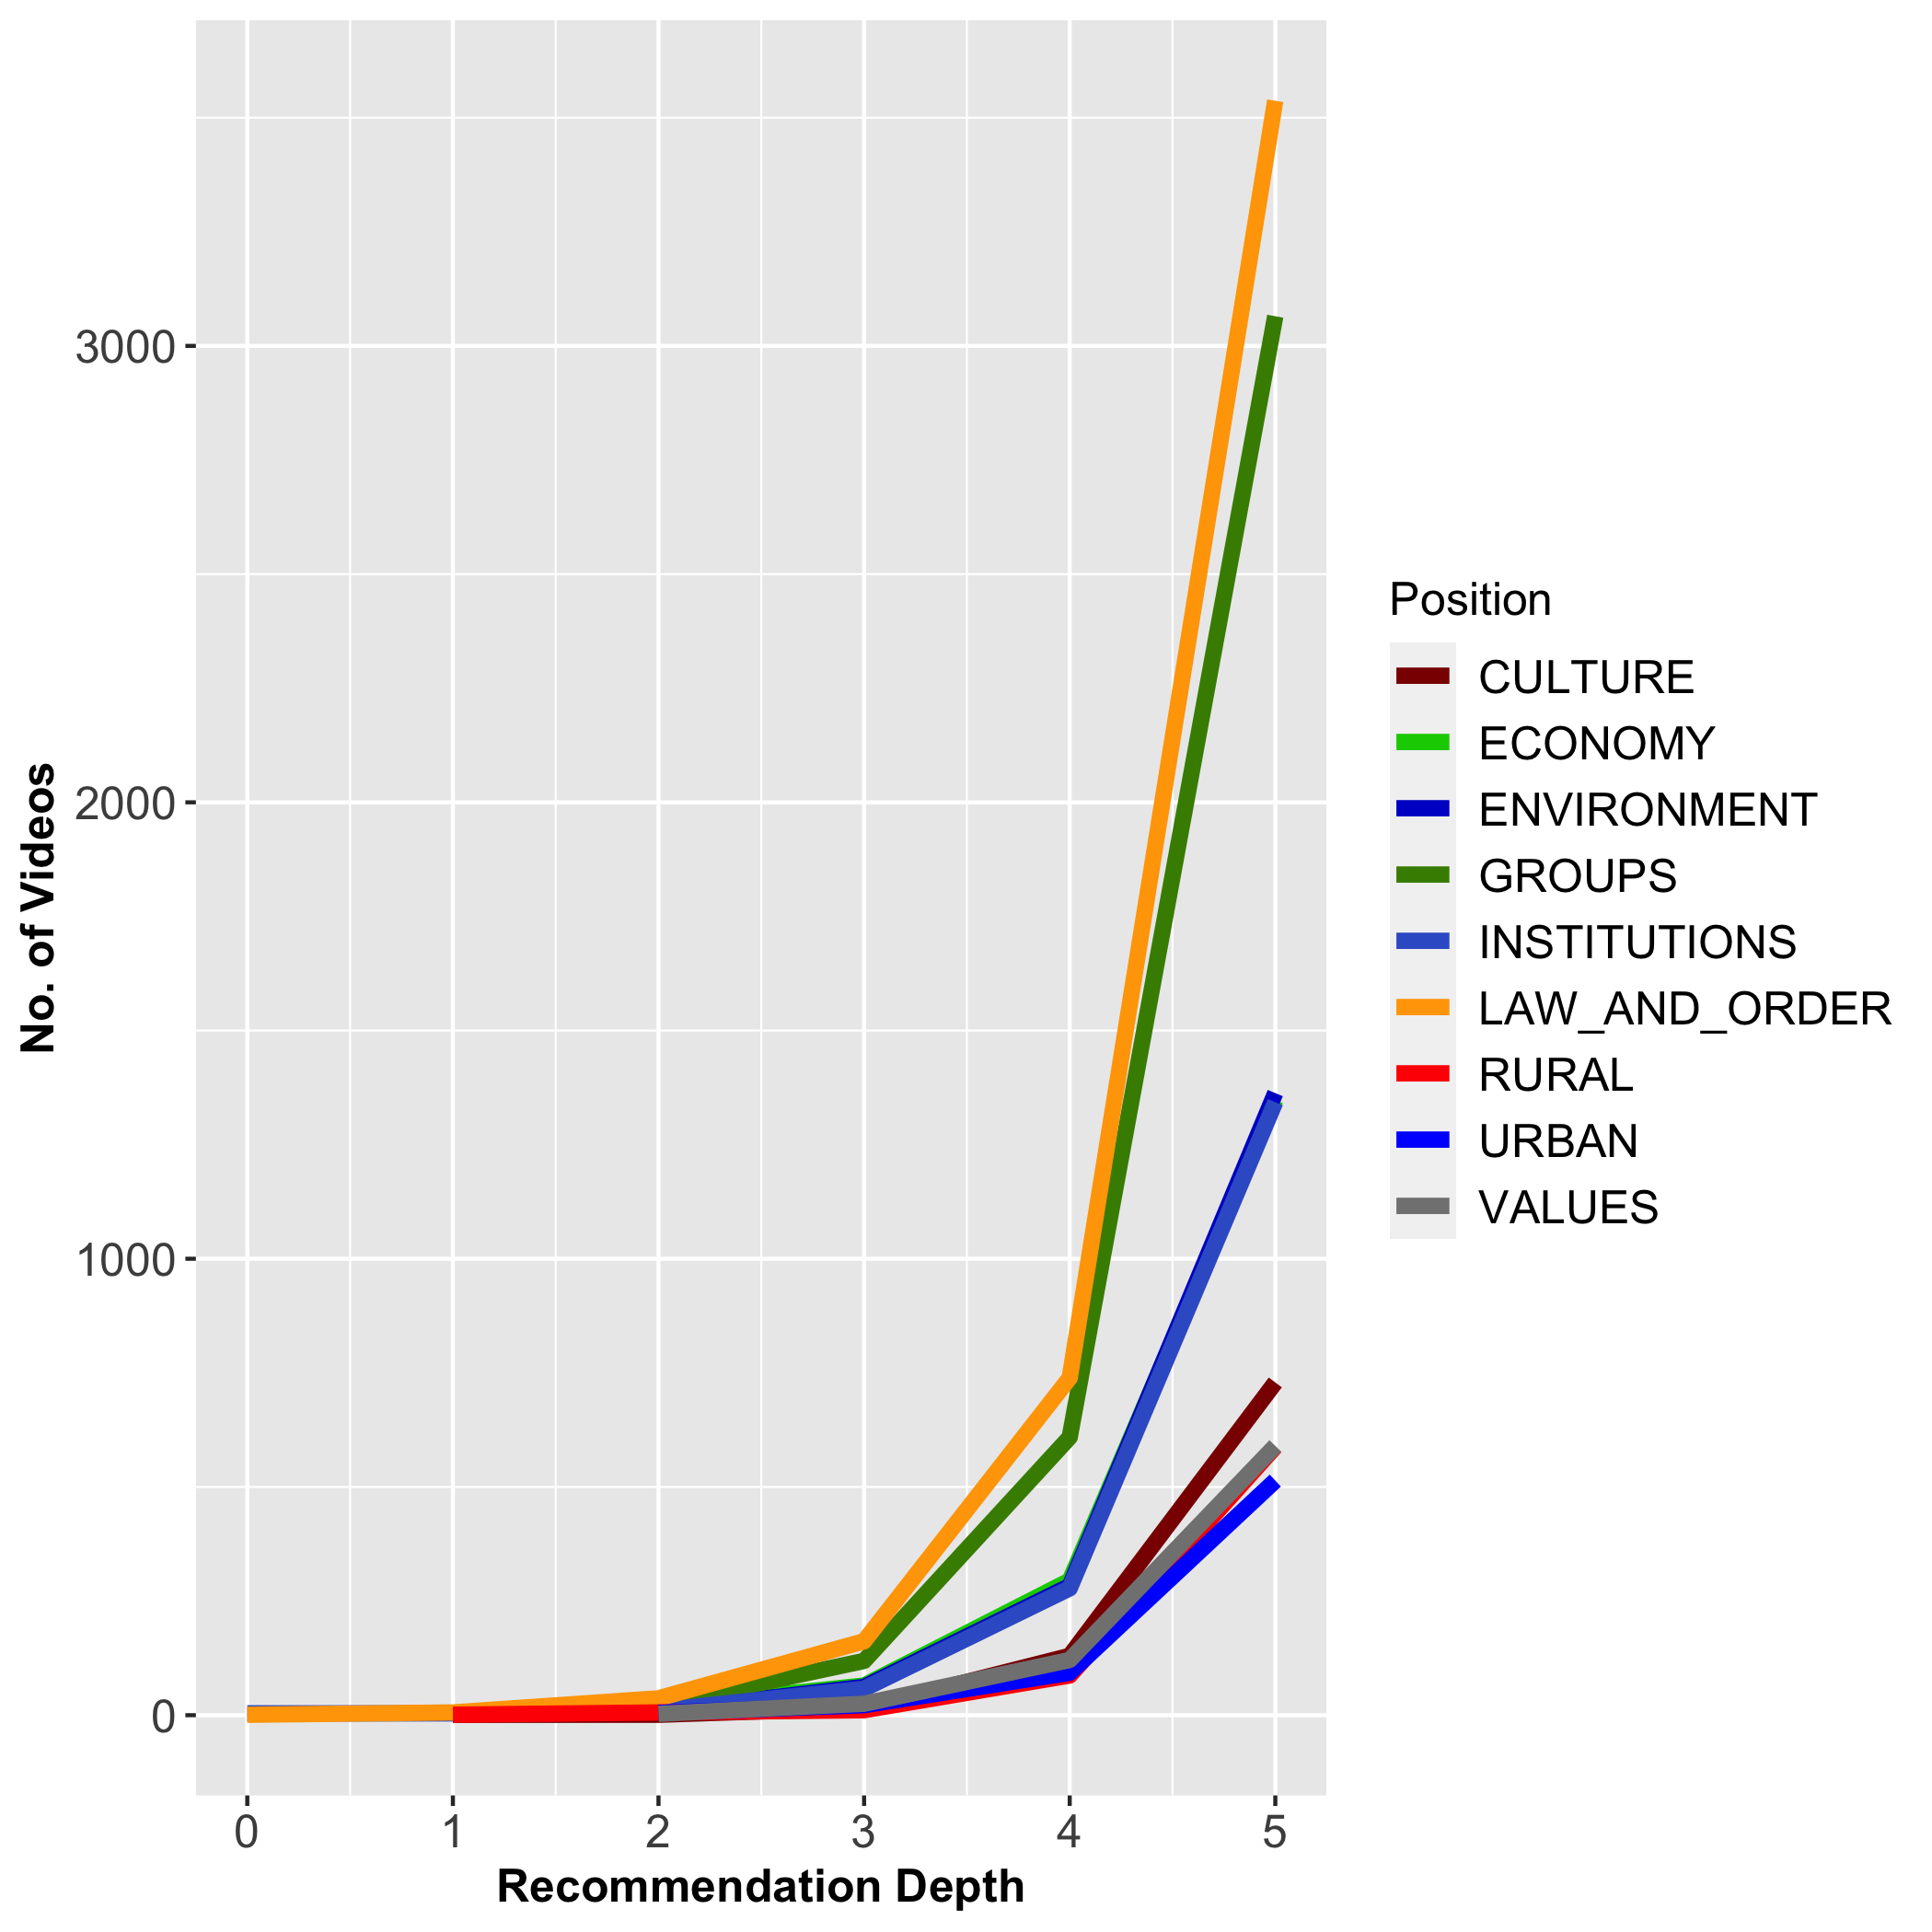 No. of Videos
3000
2000
1000
0
0 1 2 3 4 5
Recommendation Depth
Position
CULTURE
ECONOMY
ENVIRONMENT
GROUPS
INSTITUTIONS
LAW_AND_ORDER
RURAL
URBAN
VALUES